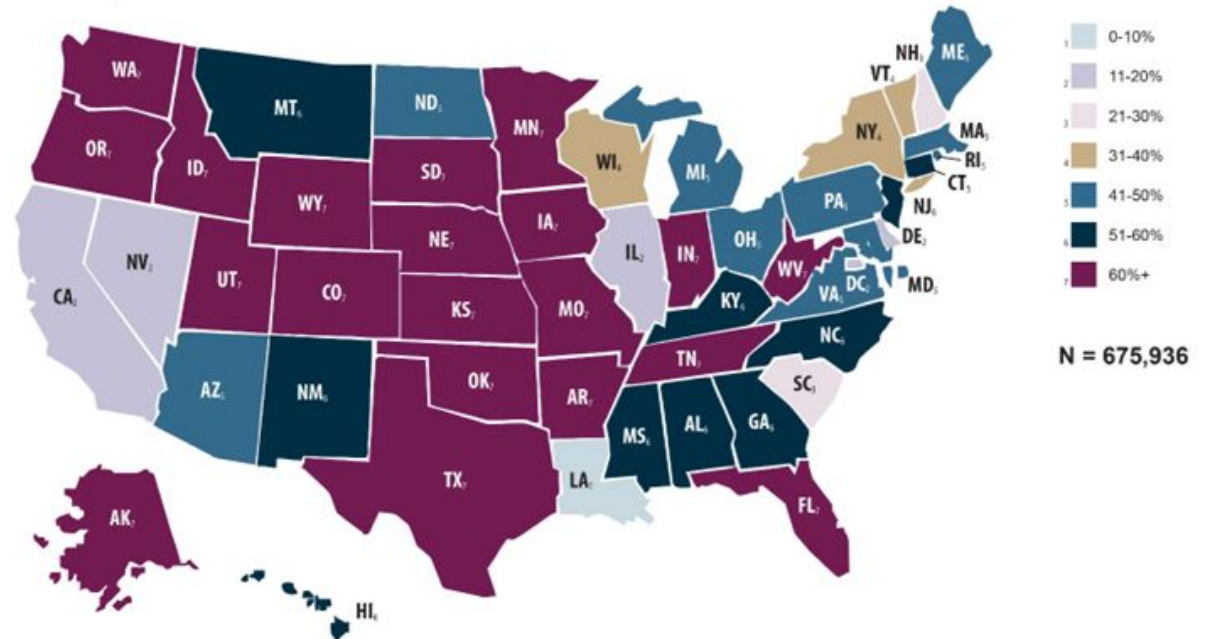 WA7
OR7
ID7
MT6
ND5
MN7
SD7
WY7
NE7
IA7
WI4
MI5
NY4
VT4
NH3
ME5
MA5
RI5
CT5
NJ6
PA5
DE2
MD5
DC2
CA2
NV2
UT7
CO7
KS7
MO7
IL2
IN7
OH5
WV7
VA5
KY6
NC6
TN7
SC3
AZ5
NM6
OK7
AR7
MS6
AL6
GA6
TX7
LA
FL7
AK7
HI6
1 0-10%
2 11-20%
3 21-30%
4 31-40%
5 41-50%
6 51-60%
7 60%+
N = 675,936